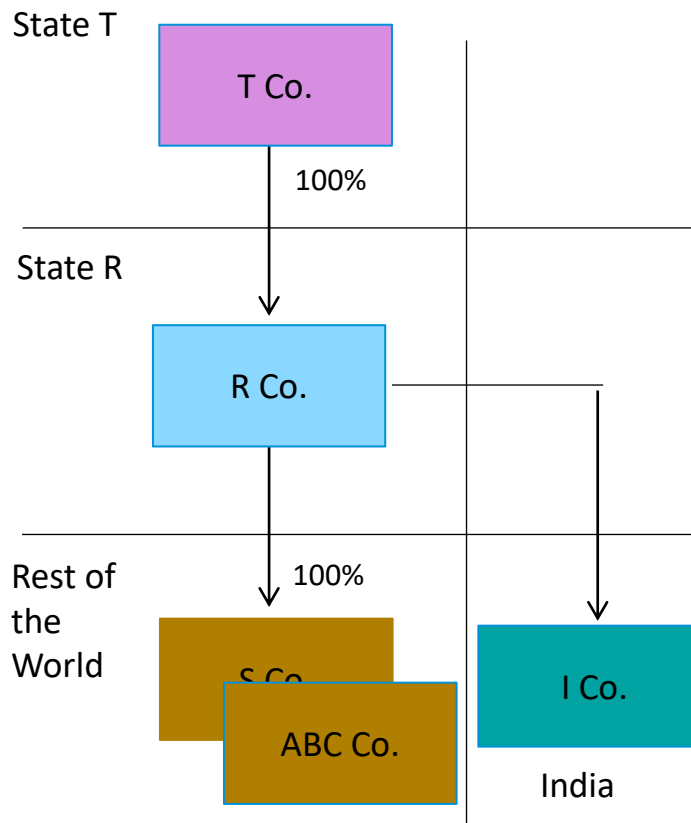 State T
T Co.
100%
State R
R Co.
Rest of
the
World
100%
S Co.
ABC Co.
I Co.
India